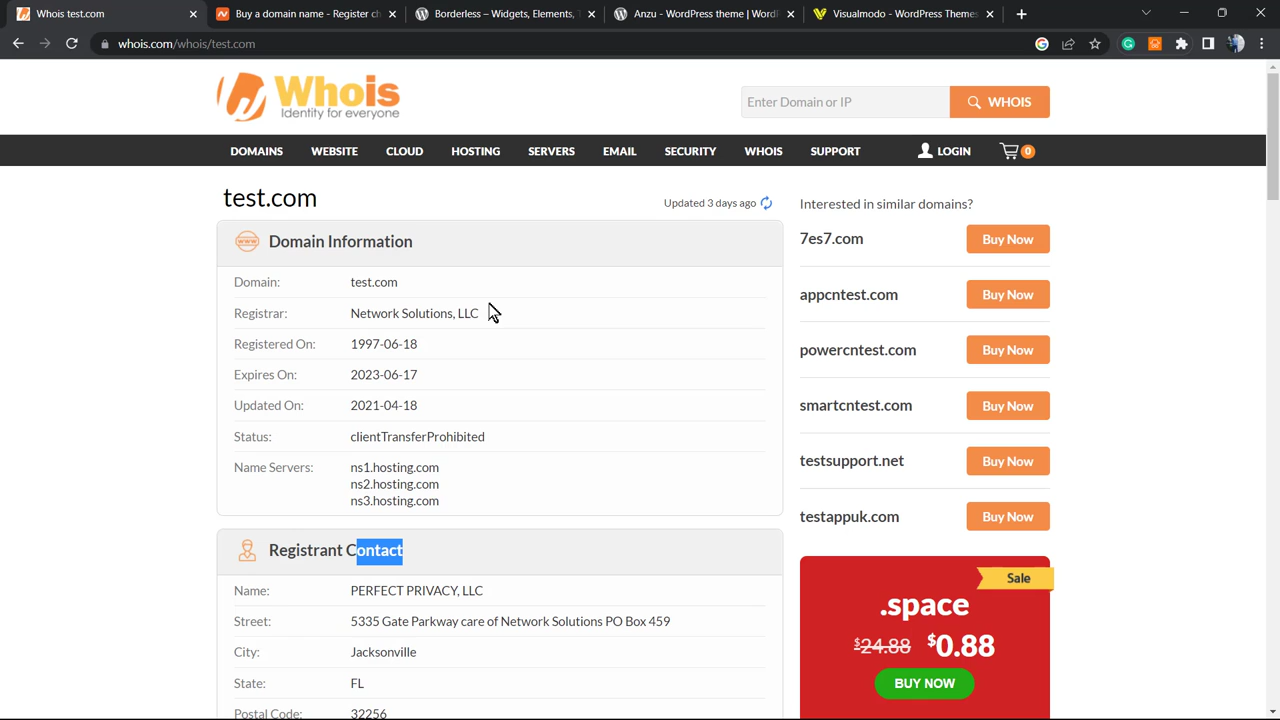 Whois test.com
Buy a domain name - Register ch
Borderless – Widgets, Elements, T
Anzu - WordPress Theme | Word
Visualmodo - WordPress Themes
whois.com/whois/test.com
Whois
Identity for everyone
Enter Domain or IP
WHOIS
DOMAINS
WEBSITE
CLOUD
HOSTING
SERVERS
EMAIL
SECURITY
WHOIS
SUPPORT
LOGIN
0
test.com
Updated 3 days ago
www Domain Information
Domain: test.com
Registrar: Network Solutions, LLC
Registered On: 1997-06-18
Expires On: 2023-06-17
Updated On: 2021-04-18
Status: clientTransferProhibited
Name Servers: ns1.hosting.com
ns2.hosting.com
ns3.hosting.com
Registrant Contact
Name: PERFECT PRIVACY, LLC
Street: 5335 Gate Parkway care of Network Solutions PO Box 459
City: Jacksonville
State: FL
Postal Code: 32256
Interested in similar domains?
7es7.com Buy Now
appcntest.com Buy Now
powercntest.com Buy Now
smartcntest.com Buy Now
testsupport.net Buy Now
testappuk.com Buy Now
Sale
.space
$24.88 $0.88
BUY NOW